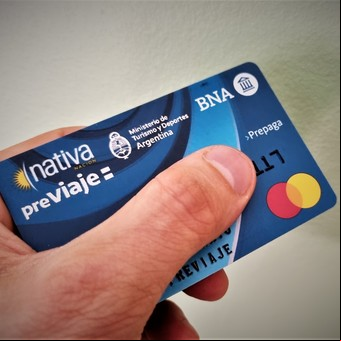 nativa
NACIÓN
Ministerio de
Turismo y Deportes
Argentina
BNA
preViaje
›Prepaga
PREVIAJE